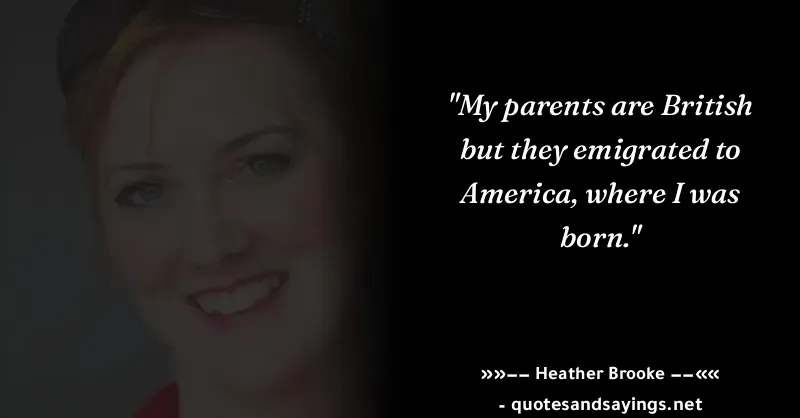 "My parents are British
but they emigrated to
America, where I was
born."
»»–– Heather Brooke ––««
- quotesandsayings.net